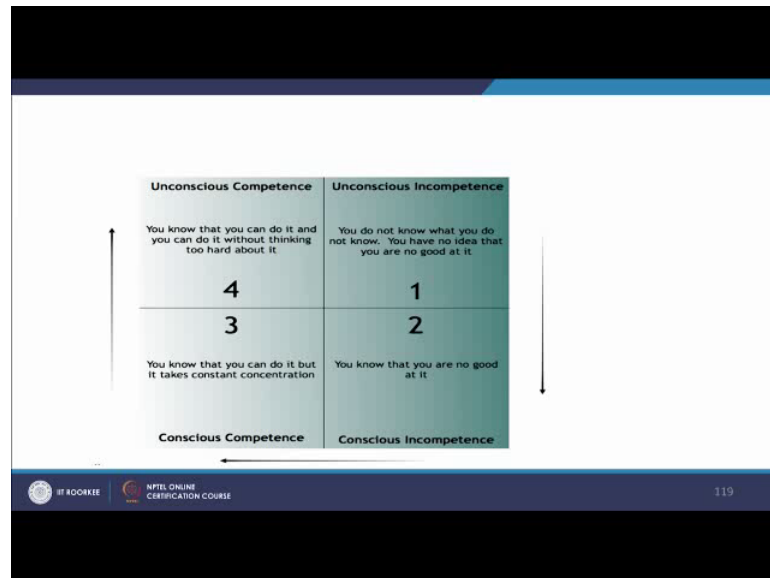 Unconscious Competence
You know that you can do it and
you can do it without thinking
too hard about it
4
Unconscious Incompetence
You do not know what you do
not know. You have no idea that
you are no good at it
1
3
You know that you can do it but
it takes constant concentration
Conscious Competence
2
You know that you are no good
at it
Conscious Incompetence
IIT ROORKEE
NPTEL ONLINE
CERTIFICATION COURSE
119